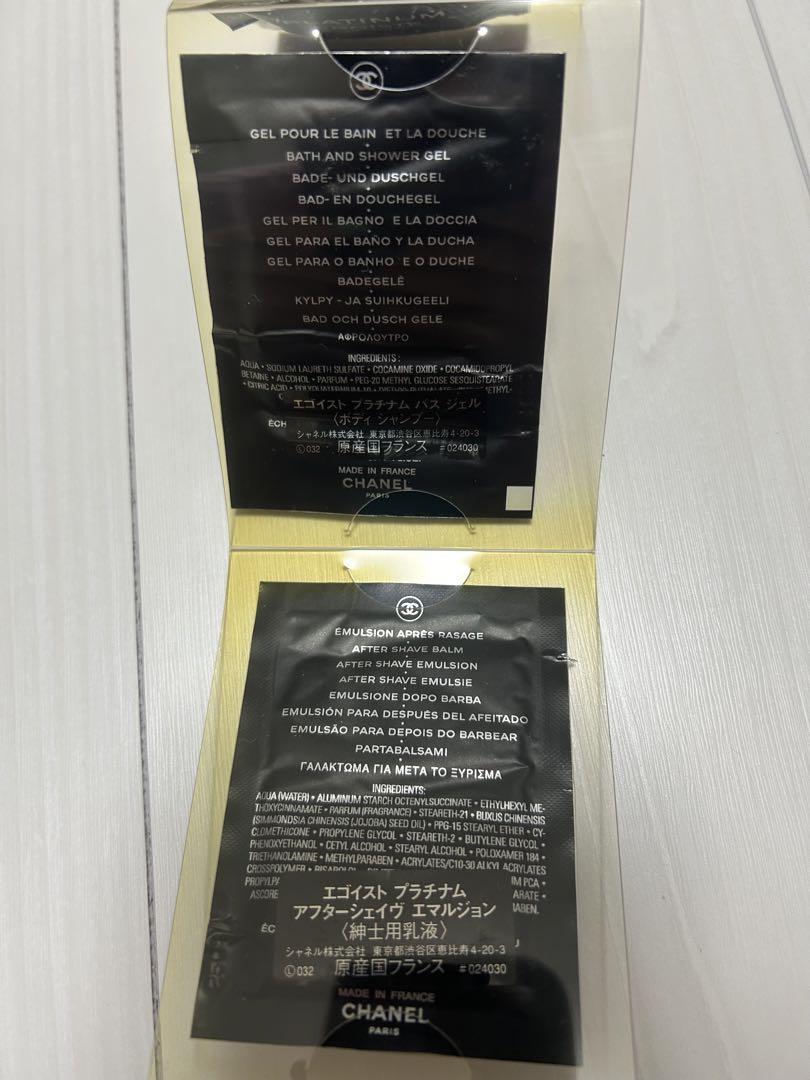 PLATINUM
GEL POUR LE BAIN ET LA DOUCHE
BATH AND SHOWER GEL
BADE- UND DUSCHGEL
BAD- EN DOUCHEGEL
GEL PER IL BAGNO E LA DOCCIA
GEL PARA EL BAÑO Y LA DUCHA
GEL PARA O BANHO E O DUCHE
BADEGELÉ
KYLPY - JA SUIHKUGEELI
BAD OCH DUSCH GELE
ΑΦΡΟΛΟΥΤΡΟ
INGREDIENTS :
AQUA • SODIUM LAURETH SULFATE • COCAMINE OXIDE • COCAMIDOPROPYL
BETAINE • ALCOHOL • PARFUM • PEG-20 METHYL GLUCOSE SESQUISTEARATE
• CITRIC ACID •
エゴイスト プラチナム バス ジェル
〈ボディ シャンプー〉
ÉCH
シャネル株式会社 東京都渋谷区恵比寿4-20-3
Ⓛ032 原産国フランス =024030
MADE IN FRANCE
CHANEL
PARIS
ÉMULSION APRÈS RASAGE
AFTER SHAVE BALM
AFTER SHAVE EMULSION
AFTER SHAVE EMULSIE
EMULSIONE DOPO BARBA
EMULSIÓN PARA DESPUÉS DEL AFEITADO
EMULSÃO PARA DEPOIS DO BARBEAR
PARTABALSAMI
ΓΑΛΑΚΤΩΜΑ ΓΙΑ ΜΕΤΑ ΤΟ ΞΥΡΙΣΜΑ
INGREDIENTS:
AQUA (WATER) • ALUMINUM STARCH OCTENYLSUCCINATE • ETHYLHEXYL ME-
THOXYCINNAMATE • PARFUM (FRAGRANCE) • STEARETH-21 • BUXUS CHINENSIS
(SIMMONDSIA CHINENSIS (JOJOBA) SEED OIL) • PPG-15 STEARYL ETHER • CY-
CLOMETHICONE • PROPYLENE GLYCOL • STEARETH-2 • BUTYLENE GLYCOL •
PHENOXYETHANOL • CETYL ALCOHOL • STEARYL ALCOHOL • POLOXAMER 184 •
TRIETHANOLAMINE • METHYLPARABEN • ACRYLATES/C10-30 ALKYL ACRYLATES
CROSSPOLYMER • BISABOLOL
PROPYLPA UM PCA •
ASCORB ARATE •
ABEN.
エゴイスト プラチナム
アフターシェイヴ エマルジョン
〈紳士用乳液〉
ÉC
シャネル株式会社 東京都渋谷区恵比寿4-20-3
Ⓛ032 原産国フランス =024030
MADE IN FRANCE
CHANEL
PARIS